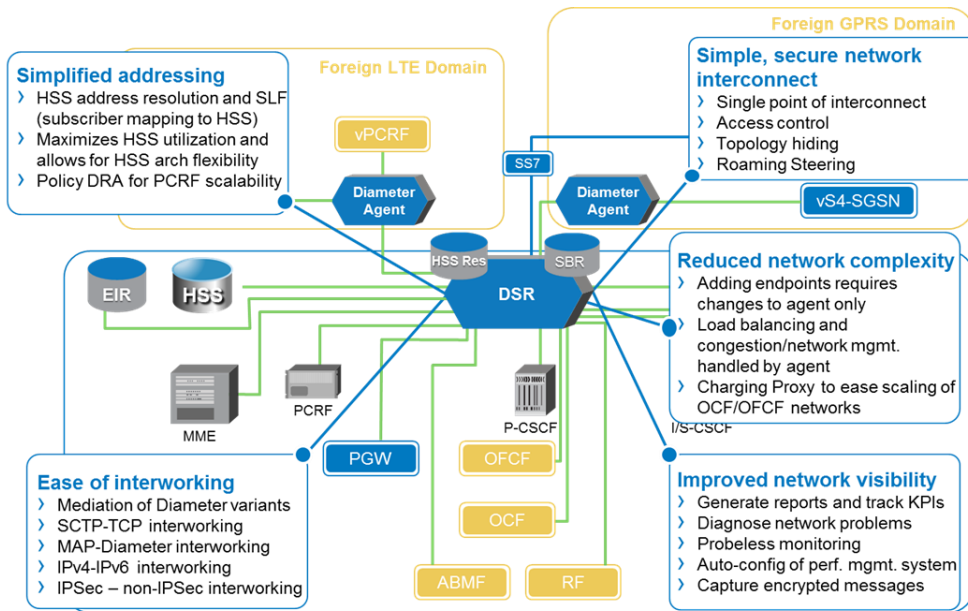 Foreign GPRS Domain
Foreign LTE Domain
Simplified addressing
HSS address resolution and SLF
(subscriber mapping to HSS)
Maximizes HSS utilization and
allows for HSS arch flexibility
Policy DRA for PCRF scalability
Simple, secure network
interconnect
Single point of interconnect
Access control
Topology hiding
Roaming Steering
vPCRF
SS7
Diameter
Agent
Diameter
Agent
vS4-SGSN
HSS Res
SBR
DSR
EIR
HSS
Reduced network complexity
Adding endpoints requires
changes to agent only
Load balancing and
congestion/network mgmt.
handled by agent
Charging Proxy to ease scaling of
OCF/OFCF networks
MME
PCRF
P-CSCF
I/S-CSCF
PGW
OFCF
OCF
ABMF
RF
Ease of interworking
Mediation of Diameter variants
SCTP-TCP interworking
MAP-Diameter interworking
IPv4-IPv6 interworking
IPSec – non-IPSec interworking
Improved network visibility
Generate reports and track KPIs
Diagnose network problems
Probeless monitoring
Auto-config of perf. mgmt. system
Capture encrypted messages